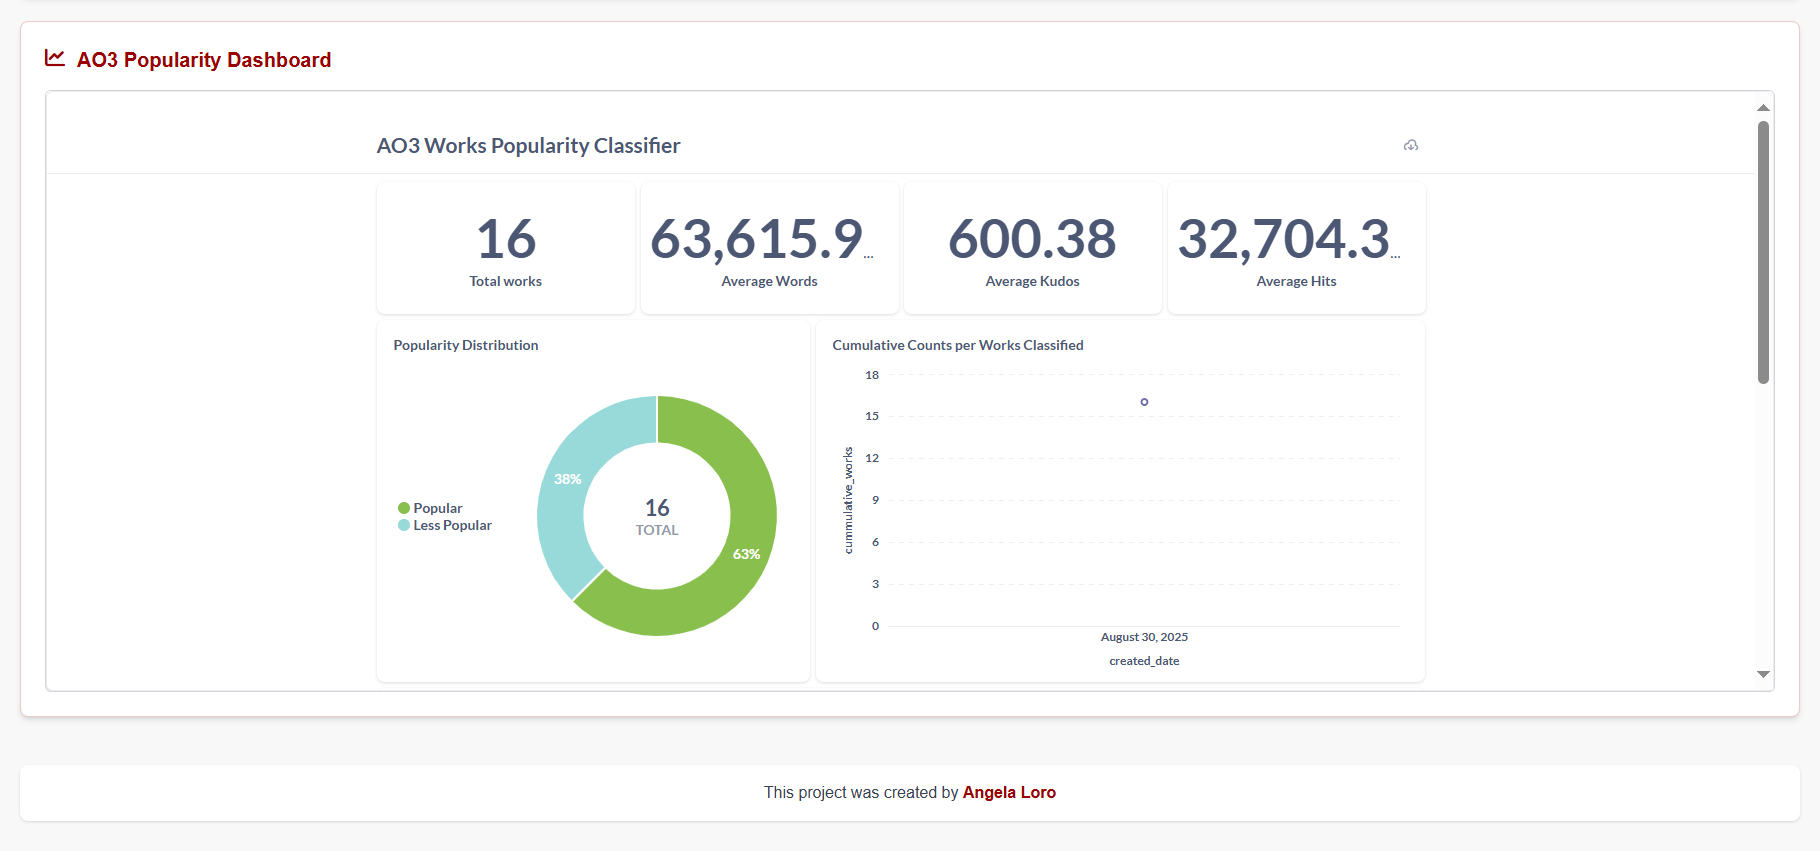 AO3 Popularity Dashboard
AO3 Works Popularity Classifier
16
Total works
63,615.9...
Average Words
600.38
Average Kudos
32,704.3...
Average Hits
Popularity Distribution
Popular
Less Popular
38%
63%
16
TOTAL
Cumulative Counts per Works Classified
cummulative_works
18
15
12
9
6
3
0
August 30, 2025
created_date
This project was created by Angela Loro